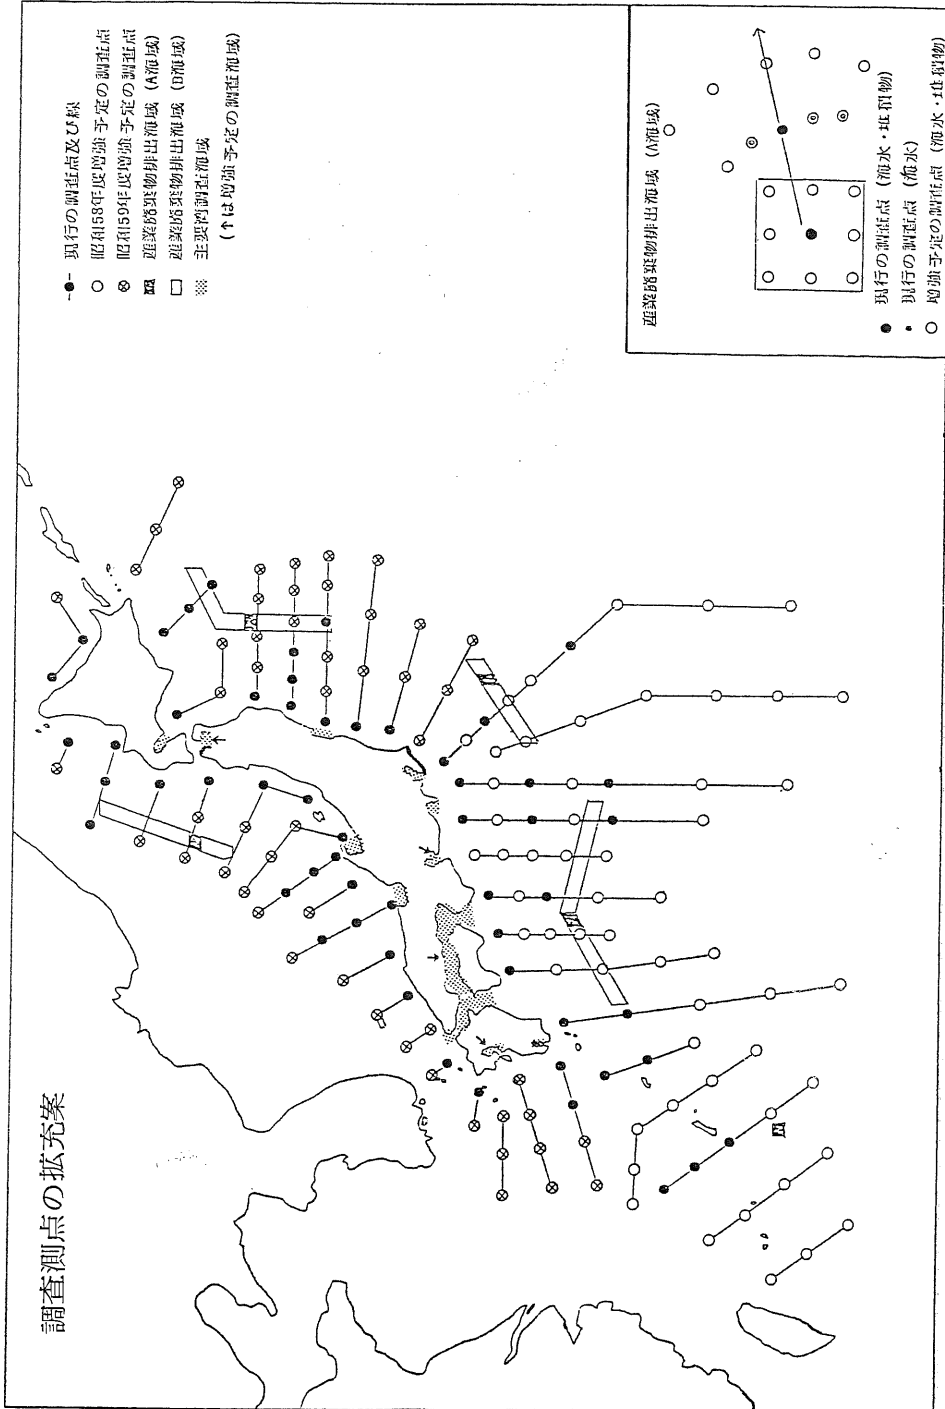 調査測点の拡充案
現行の調査点及び線
昭和58年度増強予定の調査点
昭和59年度増強予定の調査点
産業廃棄物排出海域 (A海域)
産業廃棄物排出海域 (B海域)
主要湾調査海域
(↑は増強予定の調査海域)
産業廃棄物排出海域 (A海域)
現行の調査点 (海水・堆積物)
現行の調査点 (海水)
増強予定の調査点 (海水・堆積物)